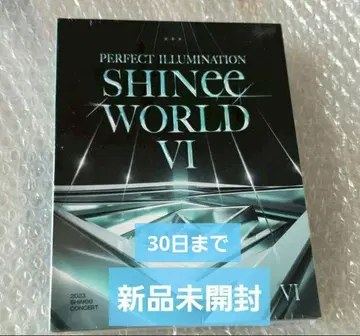 PERFECT ILLUMINATION
SHINee
WORLD
VI
30日まで
新品未開封
2023
SHINee
CONCERT
VI